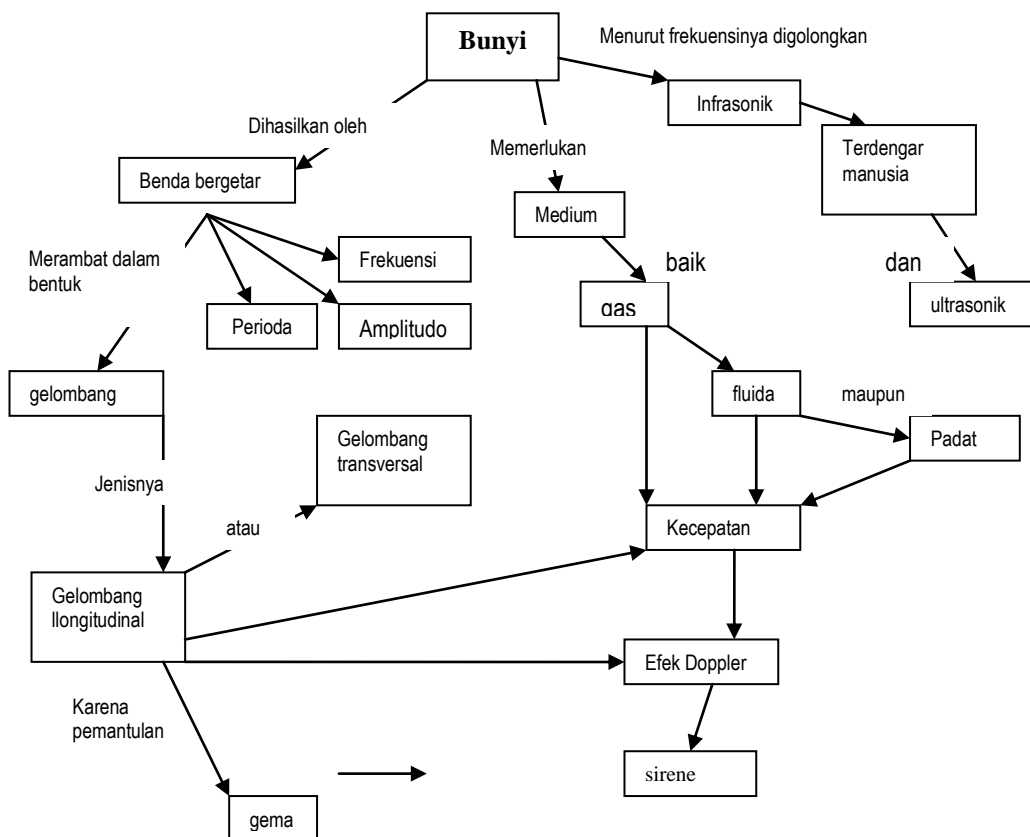 Bunyi
Menurut frekuensinya digolongkan
Infrasonik
Dihasilkan oleh
Memerlukan
Terdengar
manusia
Benda bergetar
Medium
Merambat dalam
bentuk
Frekuensi
baik
dan
Perioda
Amplitudo
gas
ultrasonik
gelombang
fluida
maupun
Gelombang
transversal
Padat
Jenisnya
atau
Kecepatan
Gelombang
llongitudinal
Efek Doppler
Karena
pemantulan
sirene
gema